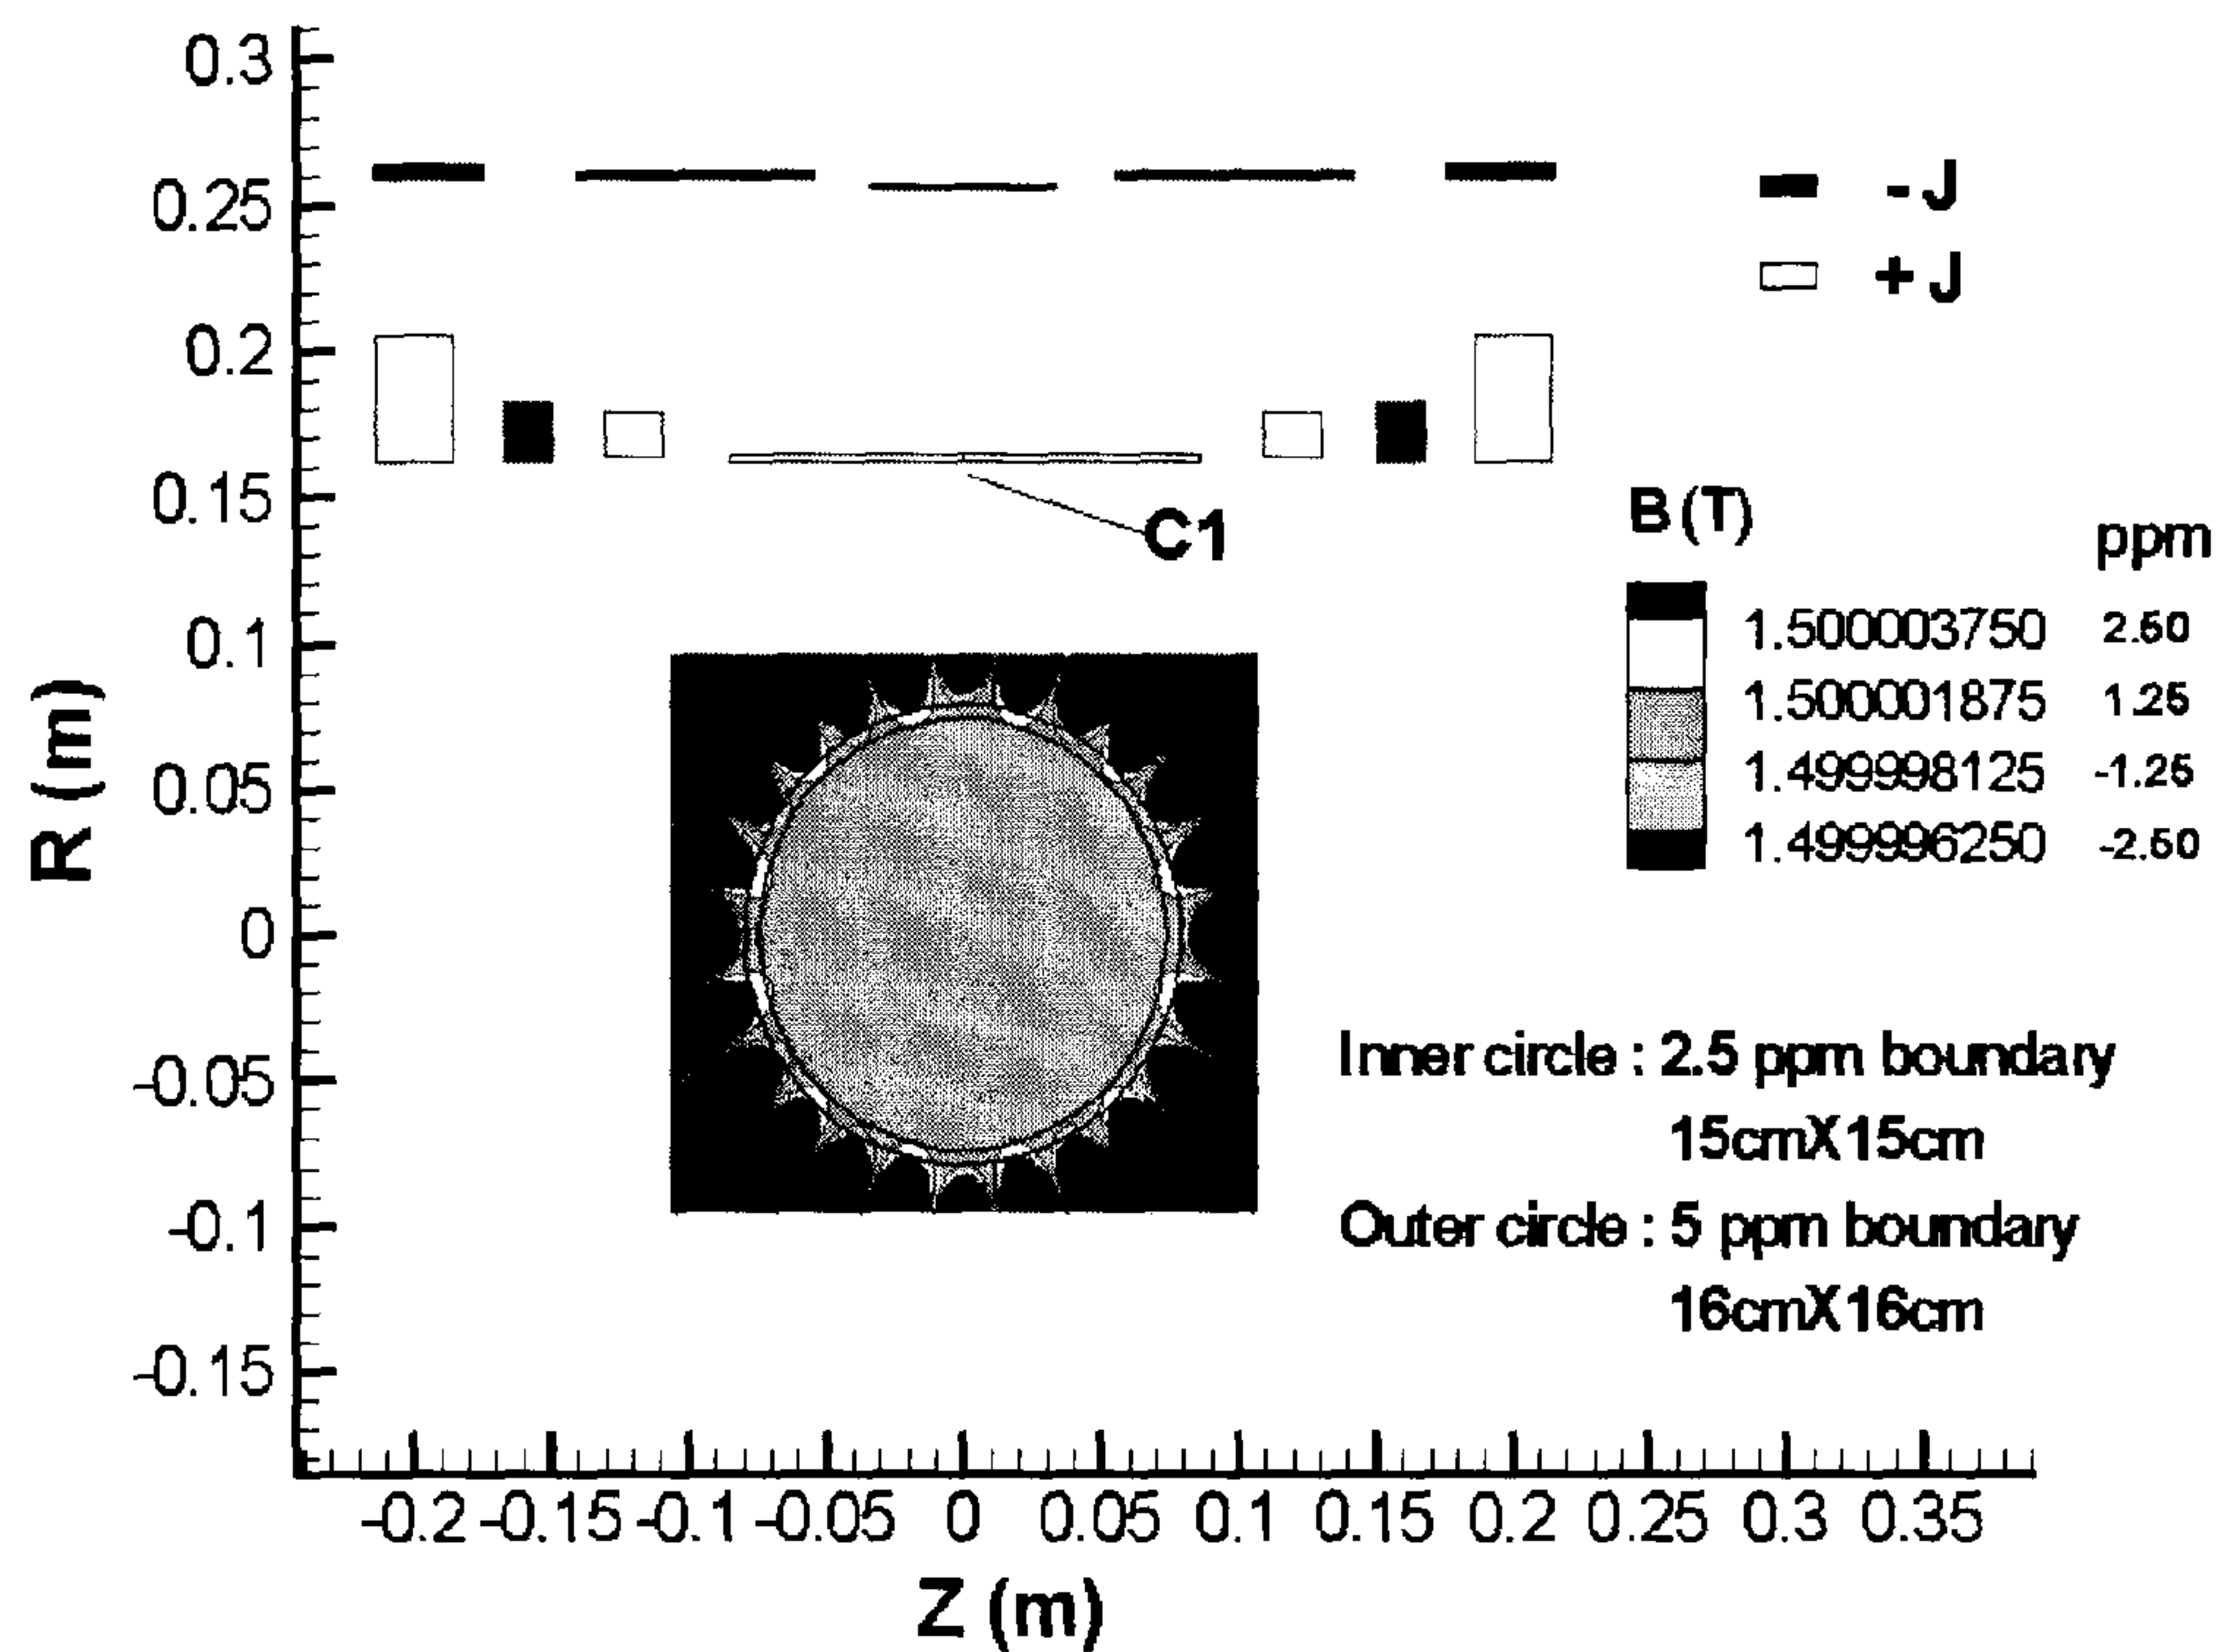 0.3
0.25
0.2
0.15
0.1
0.05
0
-0.05
-0.1
-0.15
R (m)
-J
+J
C1
B(T) ppm
1.500003750 2.50
1.500001875 1.25
1.499998125 -1.25
1.499996250 -2.50
Inner circle : 2.5 ppm boundary
15cmX15cm
Outer circle : 5 ppm boundary
16cmX16cm
-0.2 -0.15 -0.1 -0.05 0 0.05 0.1 0.15 0.2 0.25 0.3 0.35
Z (m)